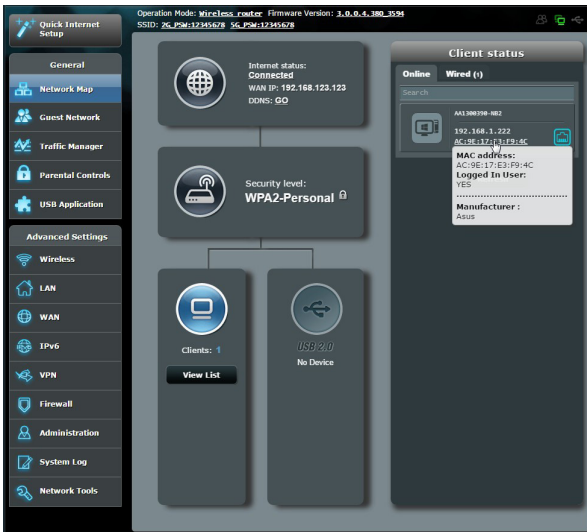 Quick Internet
Setup
Operation Mode: Wireless router Firmware Version: 3.0.0.4.380_3594
SSID: 2G_PSW:12345678 5G_PSW:12345678
General
Network Map
Guest Network
Traffic Manager
Parental Controls
USB Application
Advanced Settings
Wireless
LAN
WAN
IPv6
VPN
Firewall
Administration
System Log
Network Tools
Internet status:
Connected
WAN IP: 192.168.123.123
DDNS: GO
Security level:
WPA2-Personal
Clients: 1
View List
USB 2.0
No Device
Client status
Online Wired (1)
Search
AA1300390-NB2
192.168.1.222
AC:9E:17:E3:F9:4C
MAC address:
AC:9E:17:E3:F9:4C
Logged In User:
YES
Manufacturer :
Asus